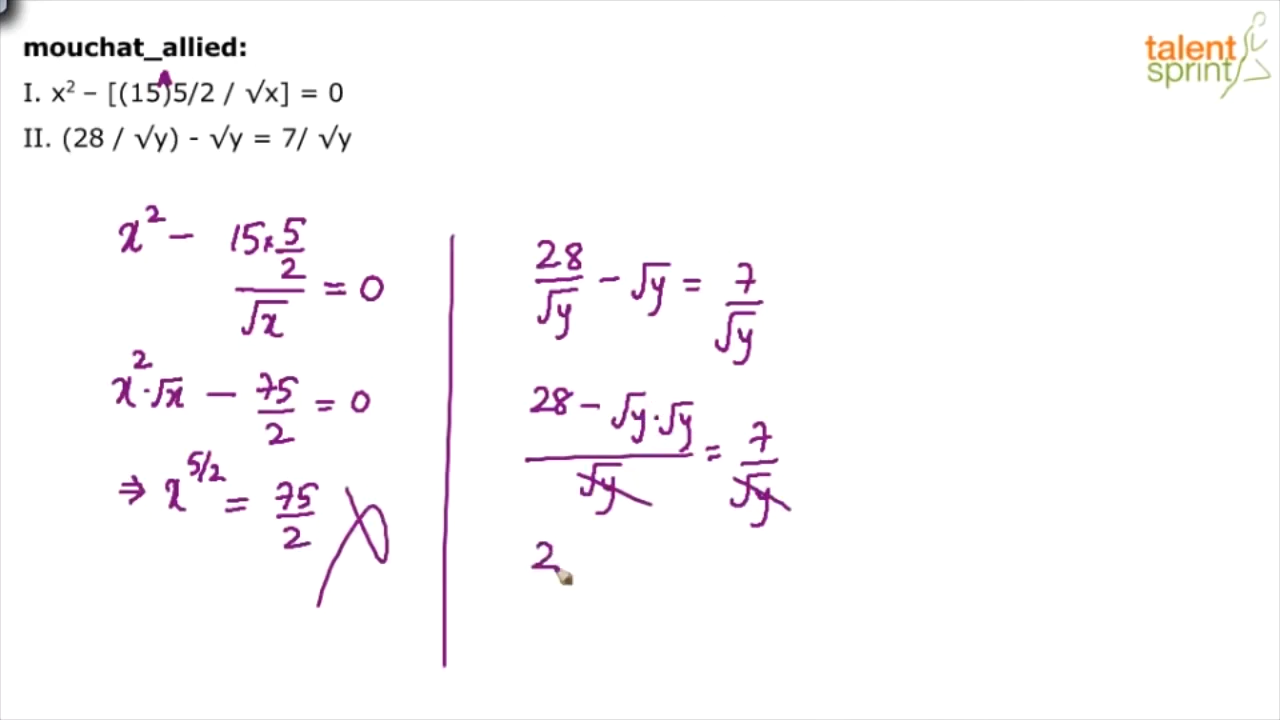 mouchat_allied:
I. x² – [(15)5/2 / √x] = 0
II. (28 / √y) - √y = 7/ √y
talent
sprint
x² – 15 × 5/2 / √x = 0
x² · √x – 75/2 = 0
⇒ x^5/2 = 75/2
28/√y – √y = 7/√y
28 – √y · √y / √y = 7/√y
2